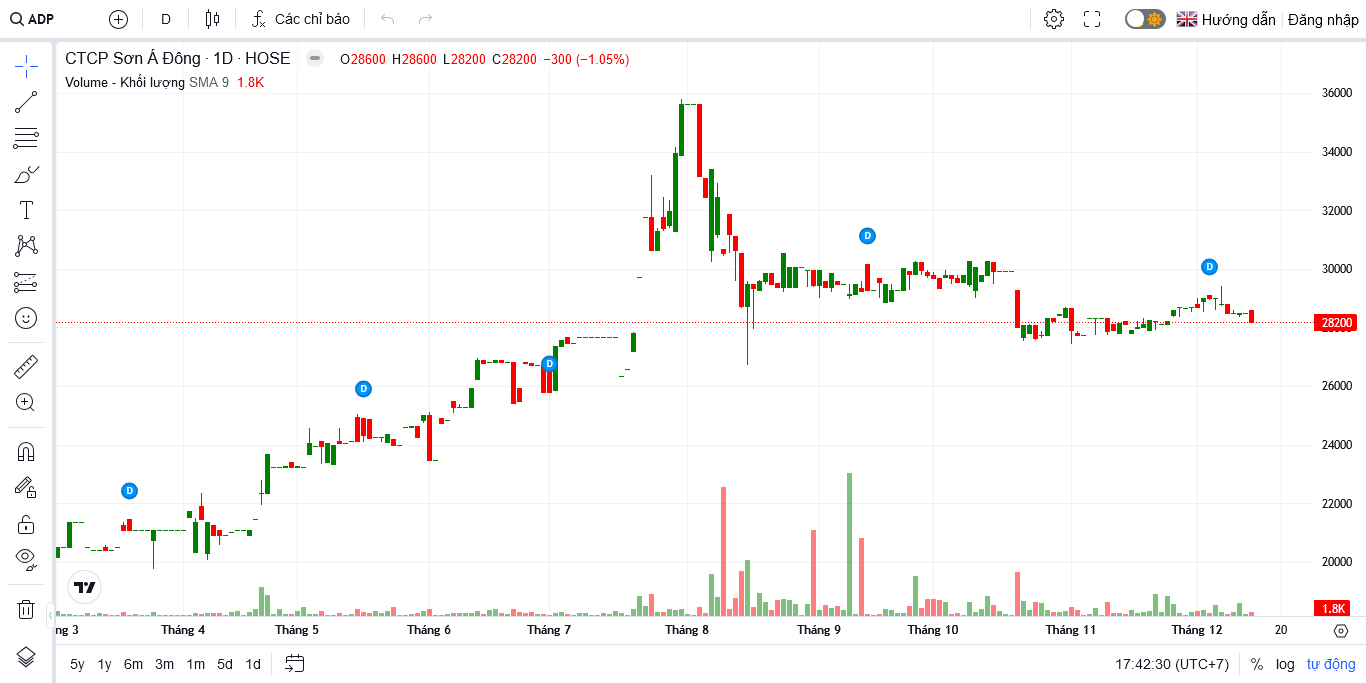 ADP D Các chỉ báo Hướng dẫn Đăng nhập
CTCP Sơn Á Đông · 1D · HOSE O28600 H28600 L28200 C28200 −300 (−1.05%)
Volume - Khối lượng SMA 9 1.8K
36000
34000
32000
D
D
30000
28200
26000
D
D
24000
D
22000
20000
1.8K
ng 3 Tháng 4 Tháng 5 Tháng 6 Tháng 7 Tháng 8 Tháng 9 Tháng 10 Tháng 11 Tháng 12 20
5y 1y 6m 3m 1m 5d 1d 17:42:30 (UTC+7) % log tự động